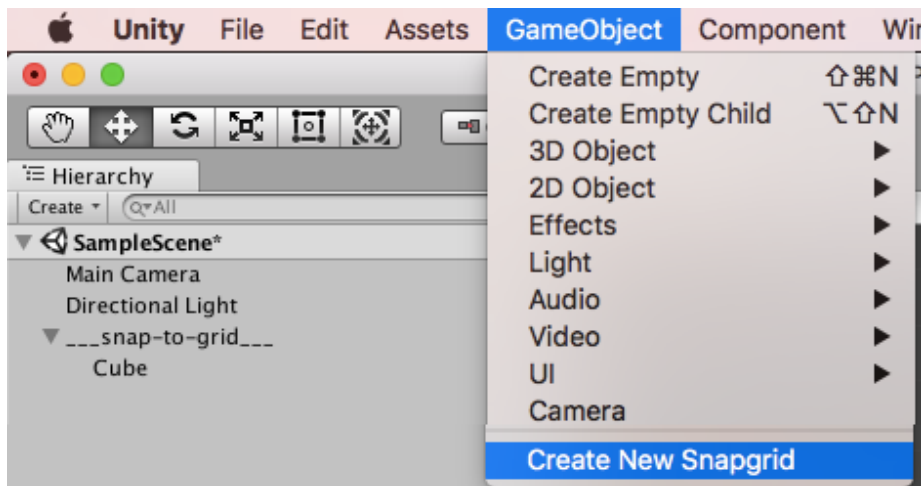 Unity File Edit Assets GameObject Component
Create Empty ⇧⌘N
Create Empty Child ⌥⇧N
3D Object
2D Object
Effects
Light
Audio
Video
UI
Camera
Create New Snapgrid
Hierarchy
Create All
SampleScene*
Main Camera
Directional Light
___snap-to-grid___
Cube